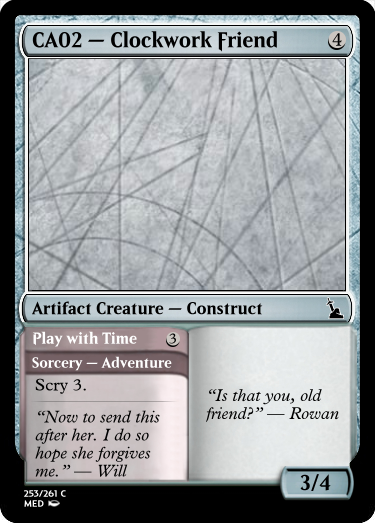 CA02 — Clockwork Friend
4
Artifact Creature — Construct
Play with Time
3
Sorcery — Adventure
Scry 3.
“Now to send this
after her. I do so
hope she forgives
me.” — Will
“Is that you, old
friend?” — Rowan
3/4
253/261 C
MED